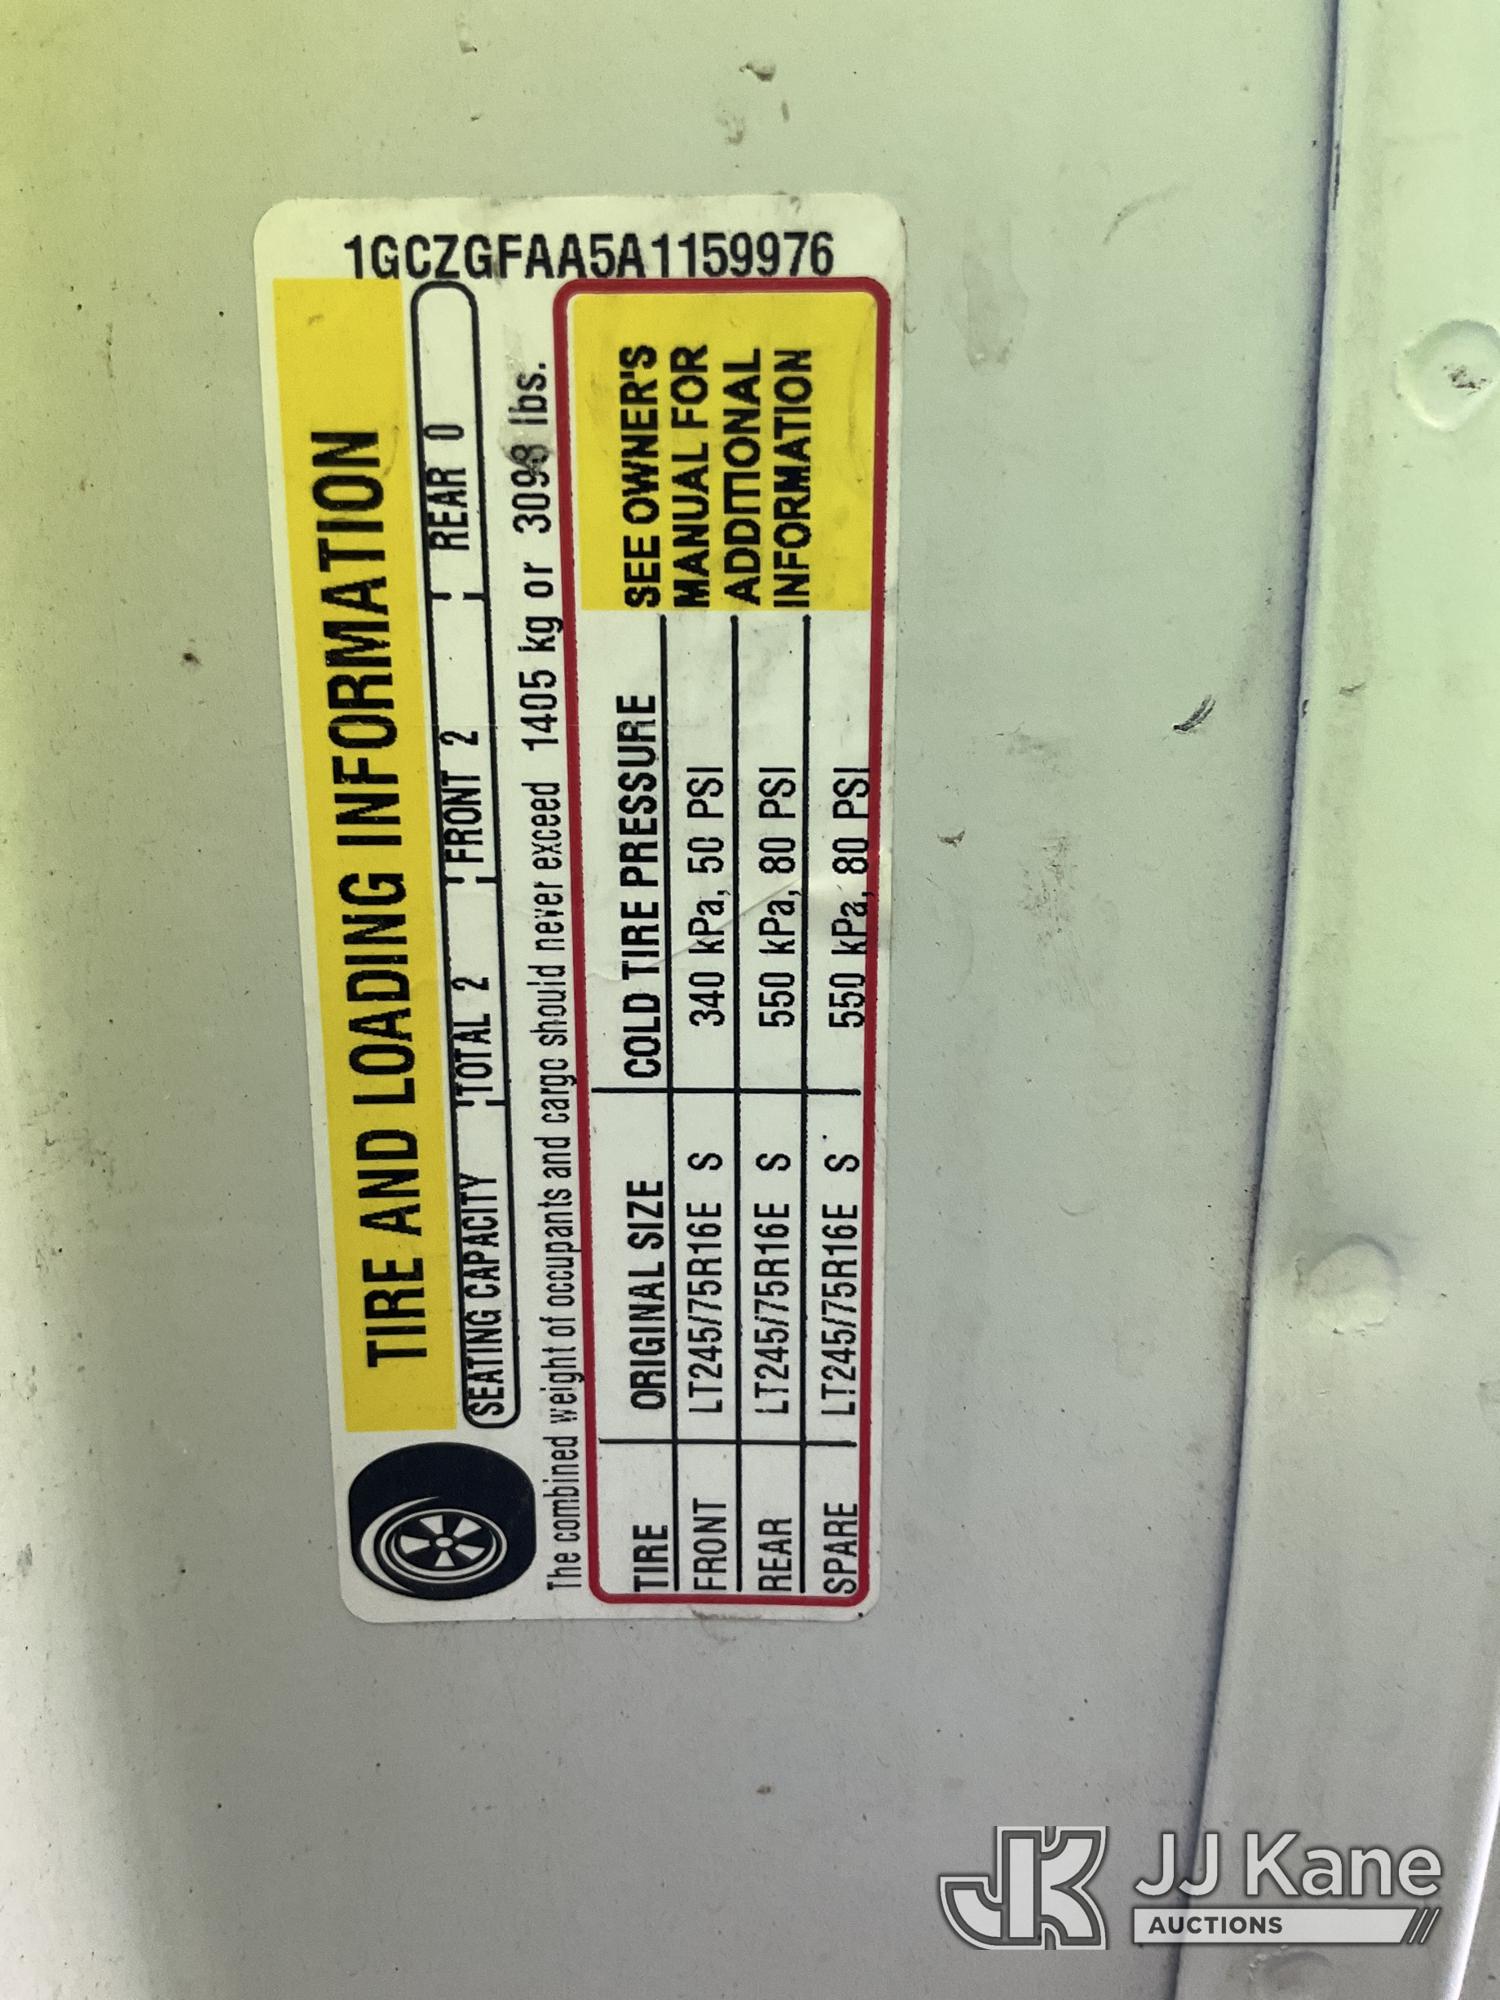 1GCZGFAA5A1159976
TIRE AND LOADING INFORMATION
SEATING CAPACITY TOTAL 2 FRONT 2 REAR 0
The combined weight of occupants and cargo should never exceed 1405 kg or 3098 lbs.
TIRE ORIGINAL SIZE COLD TIRE PRESSURE
FRONT LT245/75R16E S 340 kPa, 50 PSI
REAR LT245/75R16E S 550 kPa, 80 PSI
SPARE LT245/75R16E S 550 kPa, 80 PSI
SEE OWNER'S
MANUAL FOR
ADDITIONAL
INFORMATION
JK JJ Kane
AUCTIONS